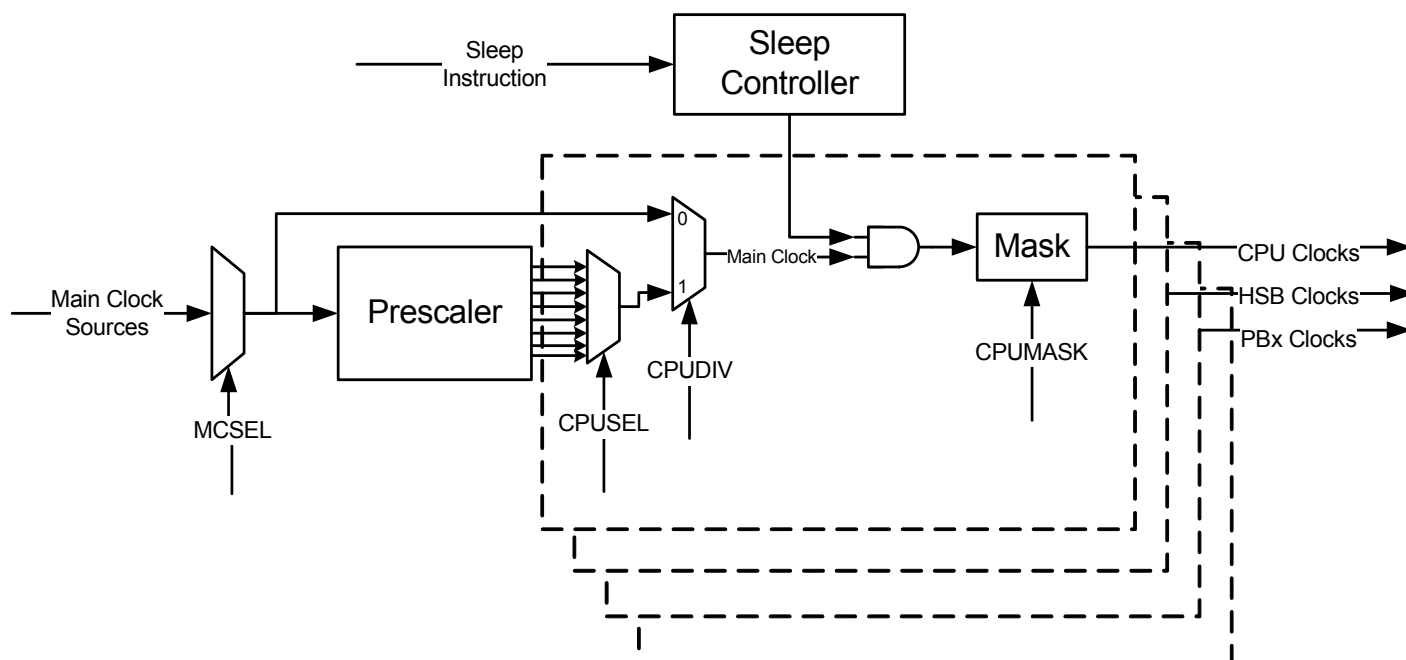 Sleep
Instruction
Sleep
Controller
0
Main Clock
Mask
CPU Clocks
Main Clock
Sources
Prescaler
1
HSB Clocks
PBx Clocks
CPUDIV
CPUMASK
MCSEL
CPUSEL